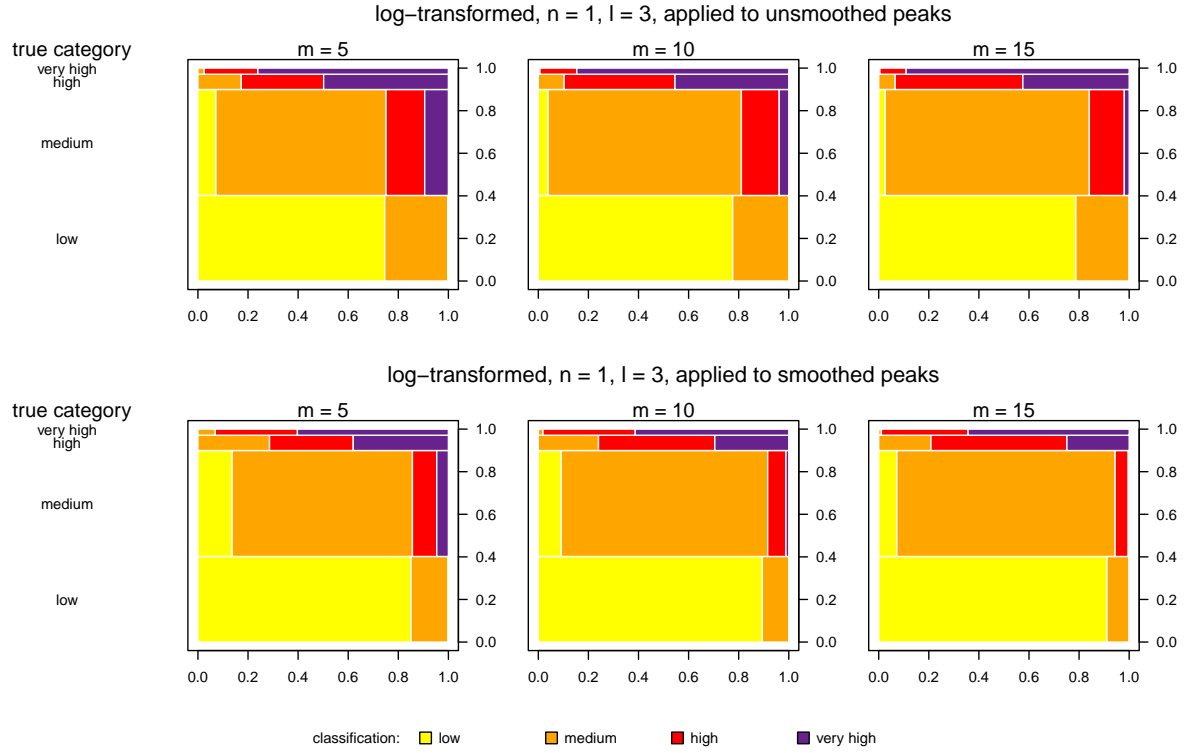 log−transformed, n = 1, l = 3, applied to unsmoothed peaks
true category
m = 5
m = 10
m = 15
very high
high
medium
low
1.0
0.8
0.6
0.4
0.2
0.0
1.0
0.8
0.6
0.4
0.2
0.0
1.0
0.8
0.6
0.4
0.2
0.0
0.0 0.2 0.4 0.6 0.8 1.0
0.0 0.2 0.4 0.6 0.8 1.0
0.0 0.2 0.4 0.6 0.8 1.0
log−transformed, n = 1, l = 3, applied to smoothed peaks
true category
m = 5
m = 10
m = 15
very high
high
medium
low
1.0
0.8
0.6
0.4
0.2
0.0
1.0
0.8
0.6
0.4
0.2
0.0
1.0
0.8
0.6
0.4
0.2
0.0
0.0 0.2 0.4 0.6 0.8 1.0
0.0 0.2 0.4 0.6 0.8 1.0
0.0 0.2 0.4 0.6 0.8 1.0
classification: low medium high very high